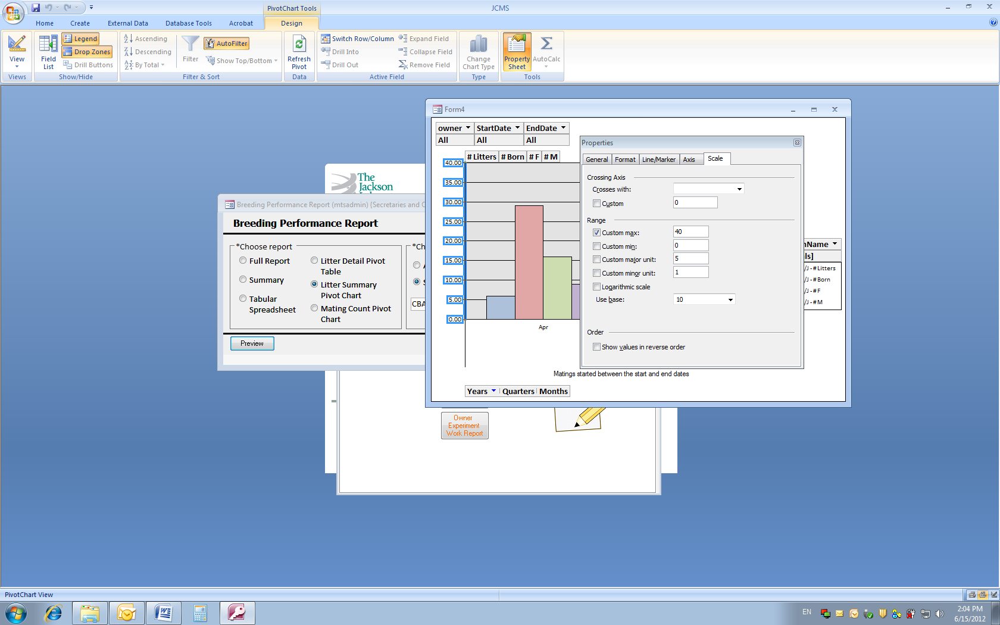 PivotChart Tools
JCMS
Home Create External Data Database Tools Acrobat Design
View
Views
Field List
Legend
Drop Zones
Drill Buttons
Show/Hide
Ascending
Descending
By Total
Filter
AutoFilter
Show Top/Bottom
Filter & Sort
Refresh Pivot
Data
Switch Row/Column
Drill Into
Drill Out
Expand Field
Collapse Field
Remove Field
Active Field
Change Chart Type
Type
Property Sheet
AutoCalc
Tools
The
Jackson
Breeding Performance Report (mtsadmin) {Secretaries and
Breeding Performance Report
*Choose report
Full Report
Summary
Tabular
Spreadsheet
Litter Detail Pivot
Table
Litter Summary
Pivot Chart
Mating Count Pivot
Chart
*Ch
CBA
Preview
Form4
owner StartDate EndDate
All All All
# Litters # Born # F # M
40.00
35.00
30.00
25.00
20.00
15.00
10.00
5.00
0.00
Apr
Matings started between the start and end dates
Years Quarters Months
nName
ls]
/J - # Litters
/J - # Born
/J - # F
/J - # M
Properties
General Format Line/Marker Axis Scale
Crossing Axis
Crosses with:
Custom 0
Range
Custom max: 40
Custom min: 0
Custom major unit: 5
Custom minor unit: 1
Logarithmic scale
Use base: 10
Order
Show values in reverse order
Owner
Experiment
Work Report
PivotChart View
EN
2:04 PM
6/15/2012